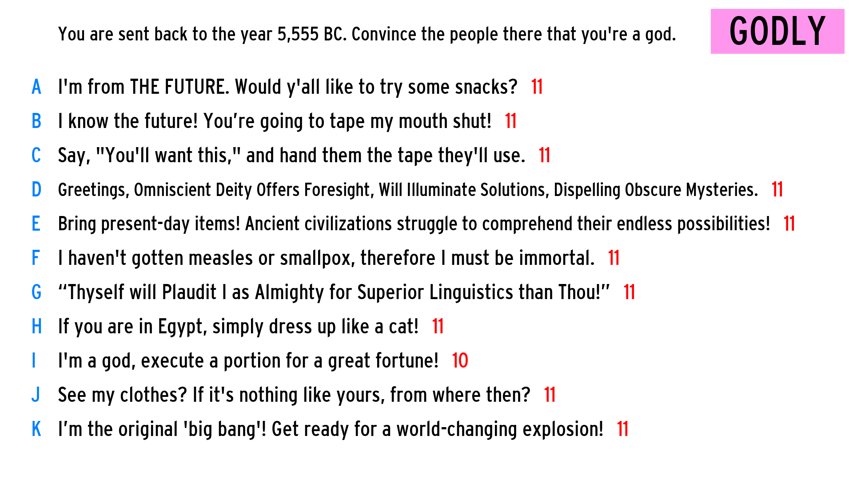 You are sent back to the year 5,555 BC. Convince the people there that you're a god.
GODLY
A I'm from THE FUTURE. Would y'all like to try some snacks? 11
B I know the future! You’re going to tape my mouth shut! 11
C Say, "You'll want this," and hand them the tape they'll use. 11
D Greetings, Omniscient Deity Offers Foresight, Will Illuminate Solutions, Dispelling Obscure Mysteries. 11
E Bring present-day items! Ancient civilizations struggle to comprehend their endless possibilities! 11
F I haven't gotten measles or smallpox, therefore I must be immortal. 11
G “Thyself will Plaudit I as Almighty for Superior Linguistics than Thou!” 11
H If you are in Egypt, simply dress up like a cat! 11
I I'm a god, execute a portion for a great fortune! 10
J See my clothes? If it's nothing like yours, from where then? 11
K I’m the original 'big bang'! Get ready for a world-changing explosion! 11